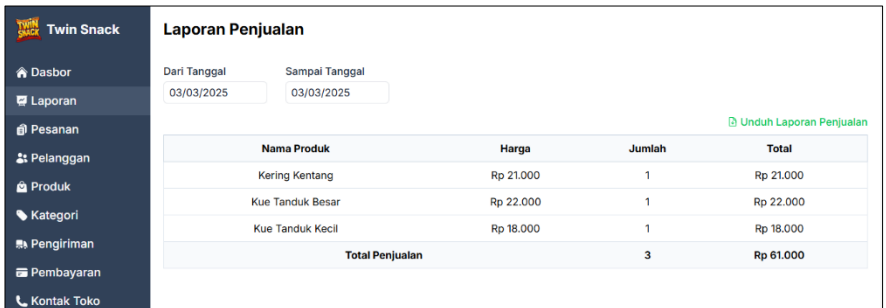 TWIN SNACK
Twin Snack
Dasbor
Laporan
Pesanan
Pelanggan
Produk
Kategori
Pengiriman
Pembayaran
Kontak Toko
Laporan Penjualan
Dari Tanggal Sampai Tanggal
03/03/2025 03/03/2025
Unduh Laporan Penjualan
Nama Produk Harga Jumlah Total
Kering Kentang Rp 21.000 1 Rp 21.000
Kue Tanduk Besar Rp 22.000 1 Rp 22.000
Kue Tanduk Kecil Rp 18.000 1 Rp 18.000
Total Penjualan 3 Rp 61.000